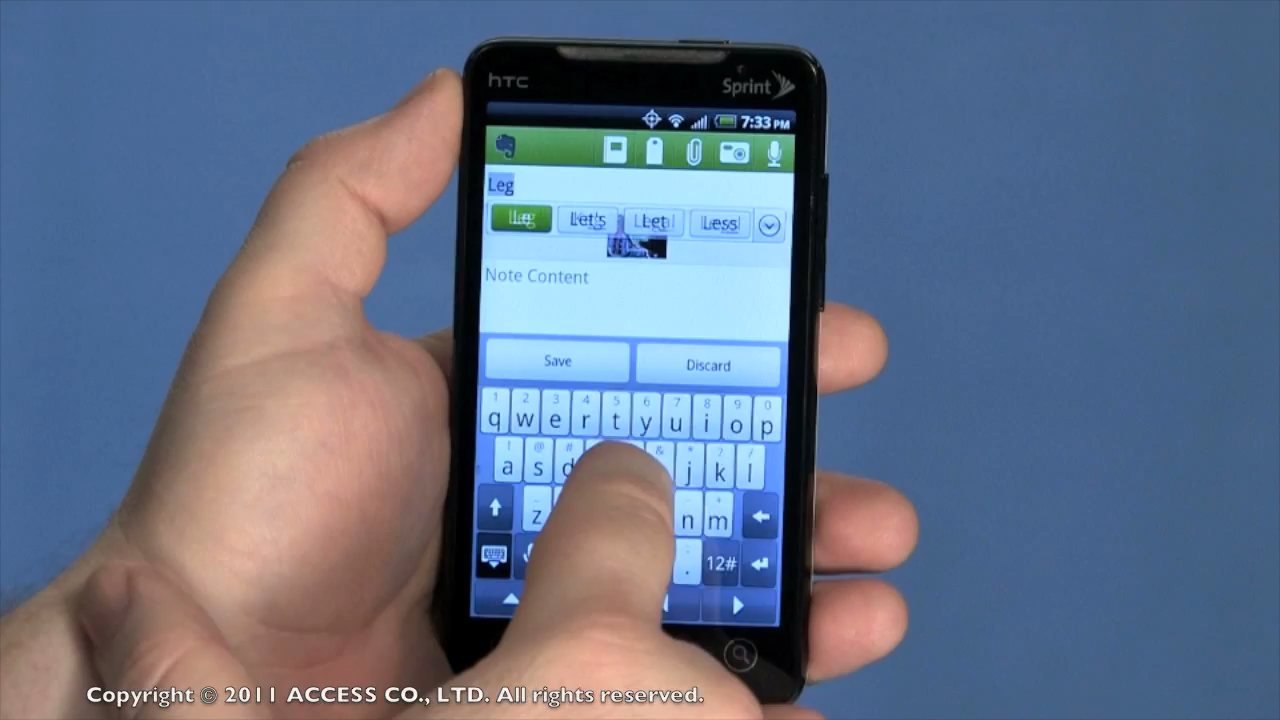 hTC Sprint
7:33 PM
Leg
Let's Let Less
Note Content
Save Discard
1 2 3 4 5 6 7 8 9 0
q w e r t y u i o p
! @ # & * ? /
a s d j k l
z n m
. 12#
Copyright © 2011 ACCESS CO., LTD. All rights reserved.